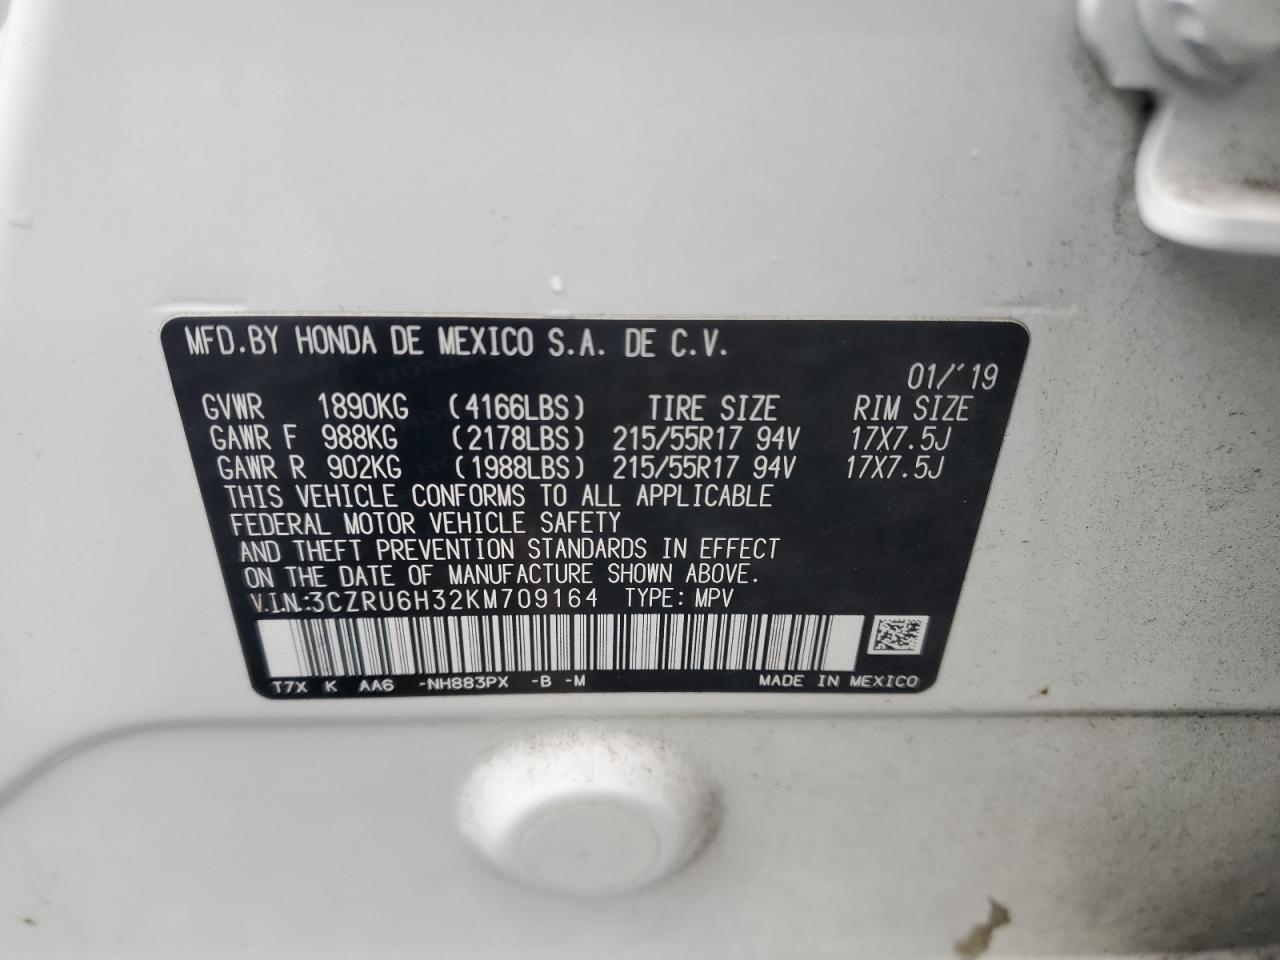 MFD.BY HONDA DE MEXICO S.A. DE C.V.
01/'19
GVWR 1890KG (4166LBS) TIRE SIZE RIM SIZE
GAWR F 988KG (2178LBS) 215/55R17 94V 17X7.5J
GAWR R 902KG (1988LBS) 215/55R17 94V 17X7.5J
THIS VEHICLE CONFORMS TO ALL APPLICABLE
FEDERAL MOTOR VEHICLE SAFETY
AND THEFT PREVENTION STANDARDS IN EFFECT
ON THE DATE OF MANUFACTURE SHOWN ABOVE.
V.I.N.:3CZRU6H32KM709164 TYPE: MPV
T7X K AA6 -NH883PX -B -M MADE IN MEXICO